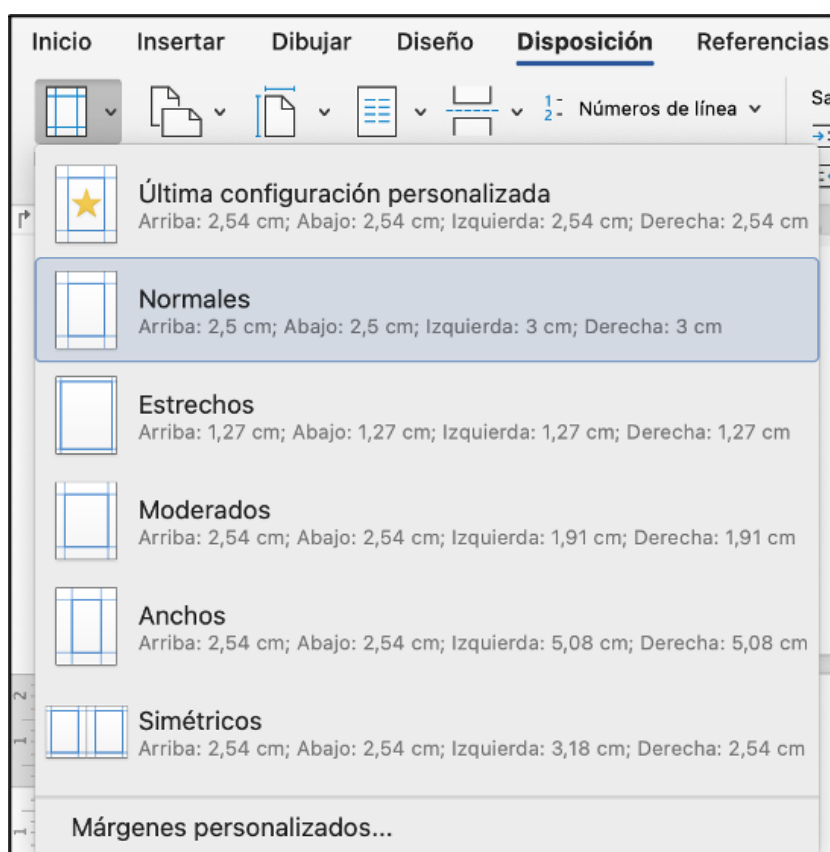 Inicio Insertar Dibujar Diseño Disposición Referencias
1
2 Números de línea
Última configuración personalizada
Arriba: 2,54 cm; Abajo: 2,54 cm; Izquierda: 2,54 cm; Derecha: 2,54 cm
Normales
Arriba: 2,5 cm; Abajo: 2,5 cm; Izquierda: 3 cm; Derecha: 3 cm
Estrechos
Arriba: 1,27 cm; Abajo: 1,27 cm; Izquierda: 1,27 cm; Derecha: 1,27 cm
Moderados
Arriba: 2,54 cm; Abajo: 2,54 cm; Izquierda: 1,91 cm; Derecha: 1,91 cm
Anchos
Arriba: 2,54 cm; Abajo: 2,54 cm; Izquierda: 5,08 cm; Derecha: 5,08 cm
2
Simétricos
1
Arriba: 2,54 cm; Abajo: 2,54 cm; Izquierda: 3,18 cm; Derecha: 2,54 cm
1
Márgenes personalizados...